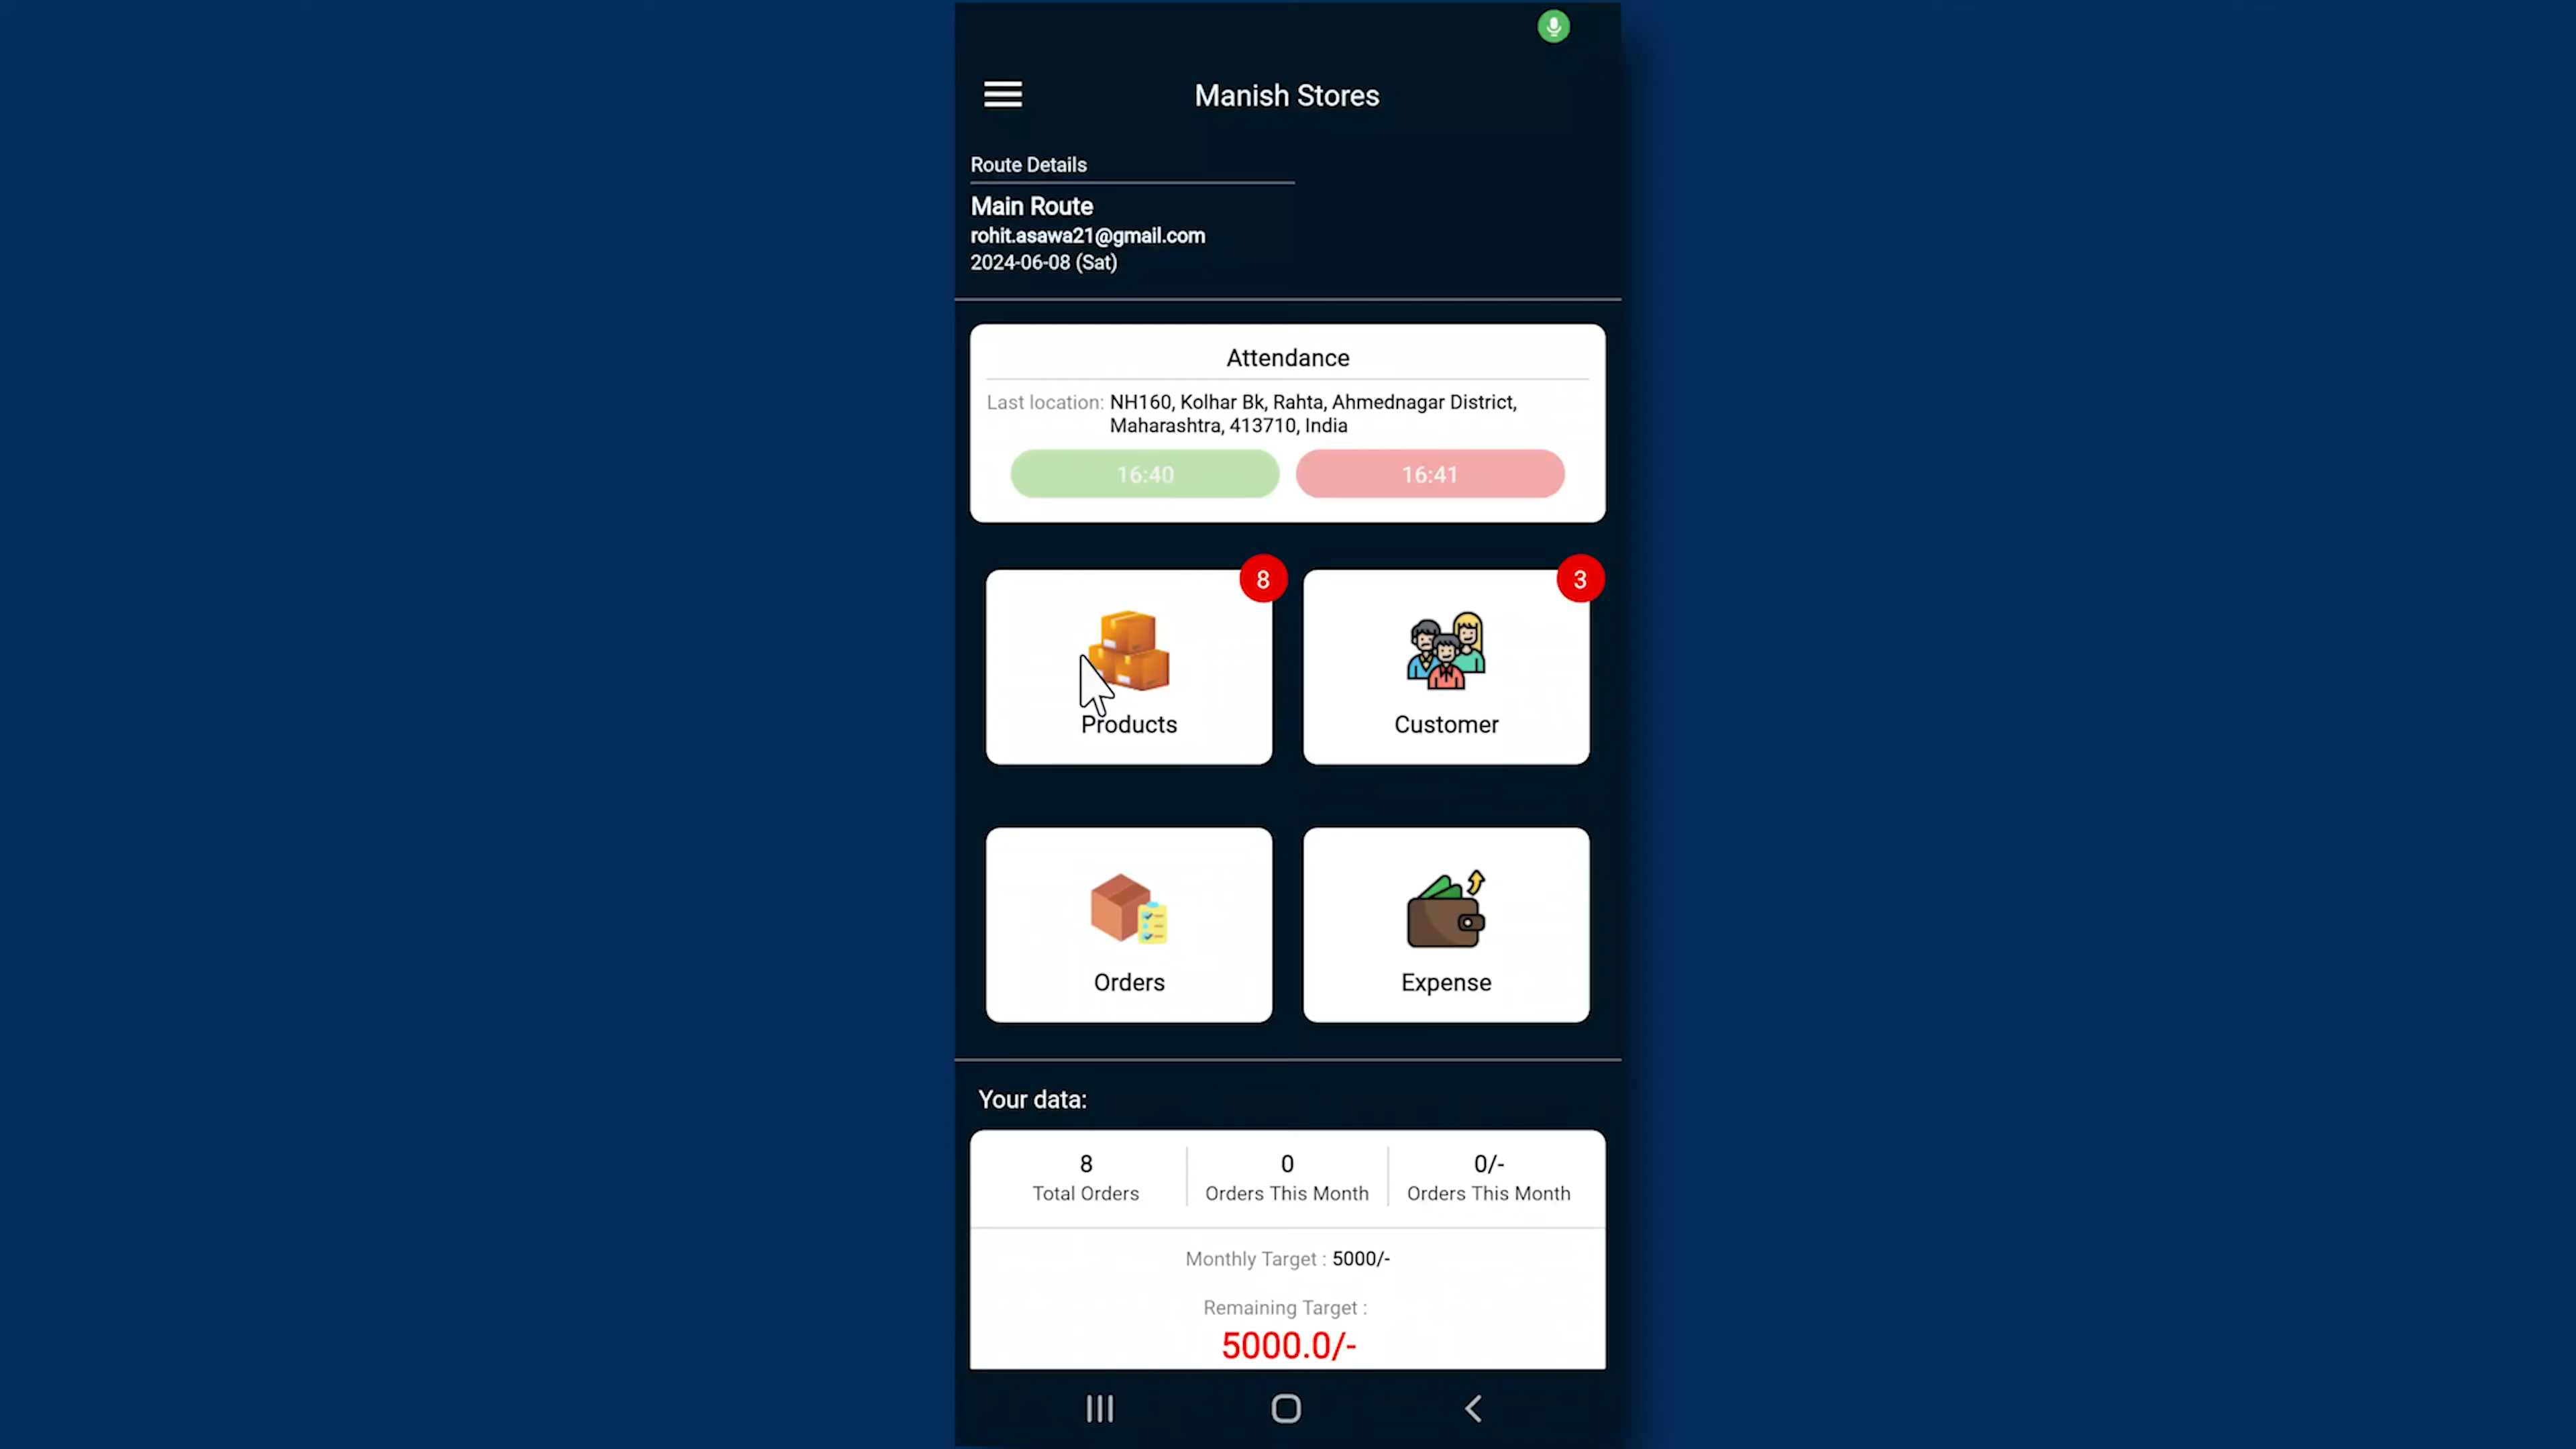 Manish Stores
Route Details
Main Route
rohit.asawa21@gmail.com
2024-06-08 (Sat)
Attendance
Last location: NH160, Kolhar Bk, Rahta, Ahmednagar District,
Maharashtra, 413710, India
16:40 16:41
8 3
Products Customer
Orders Expense
Your data:
8 0 0/-
Total Orders Orders This Month Orders This Month
Monthly Target : 5000/-
Remaining Target :
5000.0/-